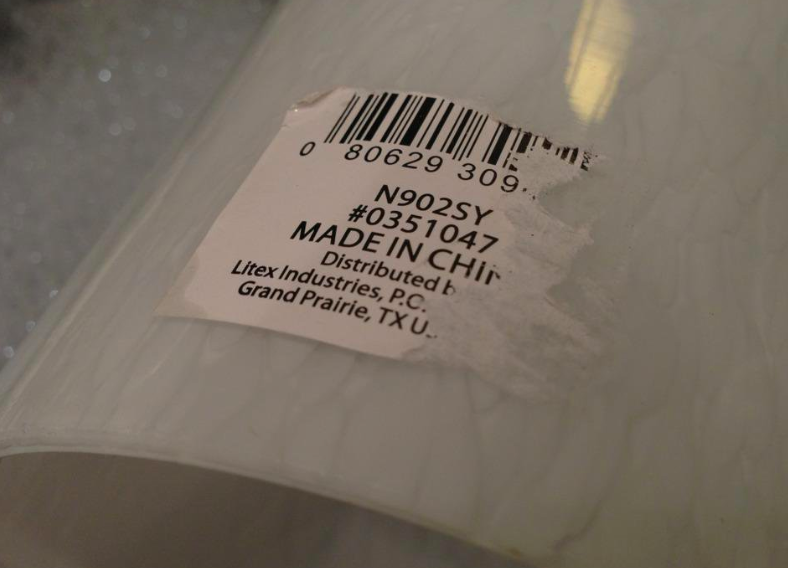 0 80629 309
N902SY
#0351047
MADE IN CHI
Distributed b
Litex Industries, P.O.
Grand Prairie, TX U